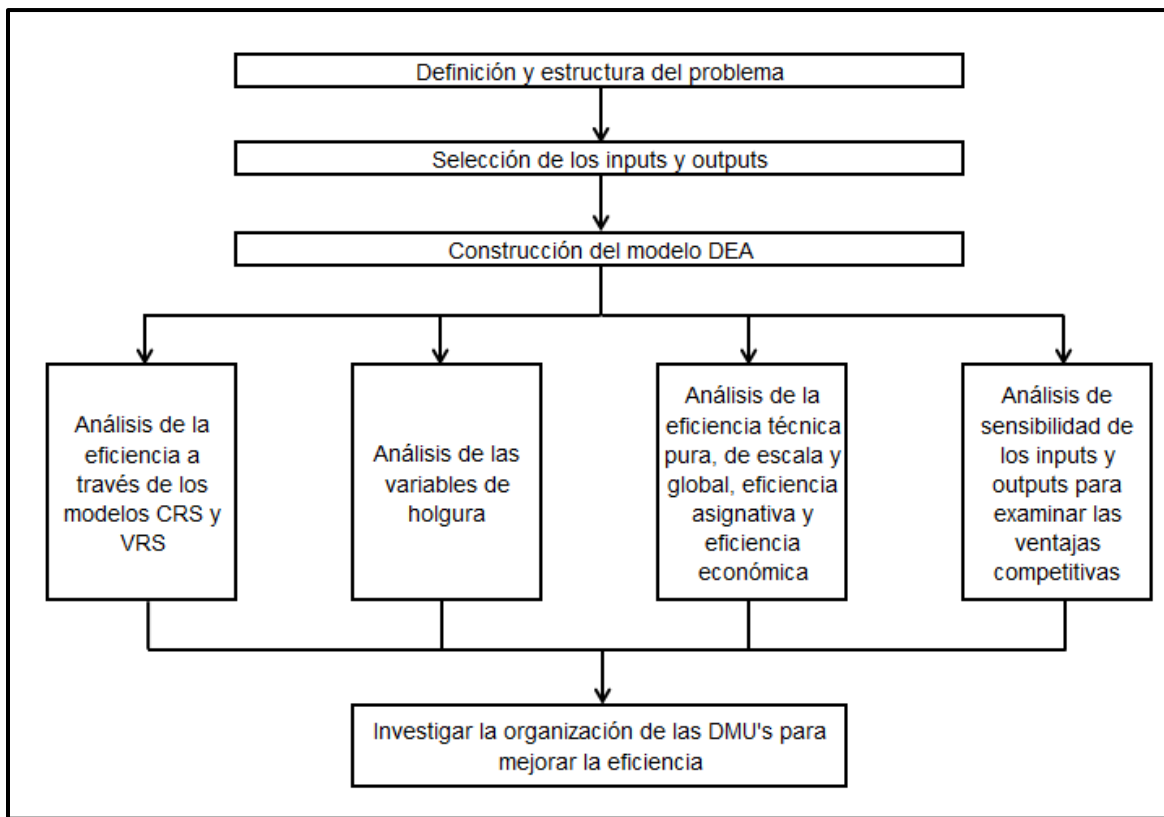 Definición y estructura del problema
Selección de los inputs y outputs
Construcción del modelo DEA
Análisis de la
eficiencia a
través de los
modelos CRS y
VRS
Análisis de las
variables de
holgura
Análisis de la
eficiencia técnica
pura, de escala y
global, eficiencia
asignativa y
eficiencia
económica
Análisis de
sensibilidad de
los inputs y
outputs para
examinar las
ventajas
competitivas
Investigar la organización de las DMU's para
mejorar la eficiencia